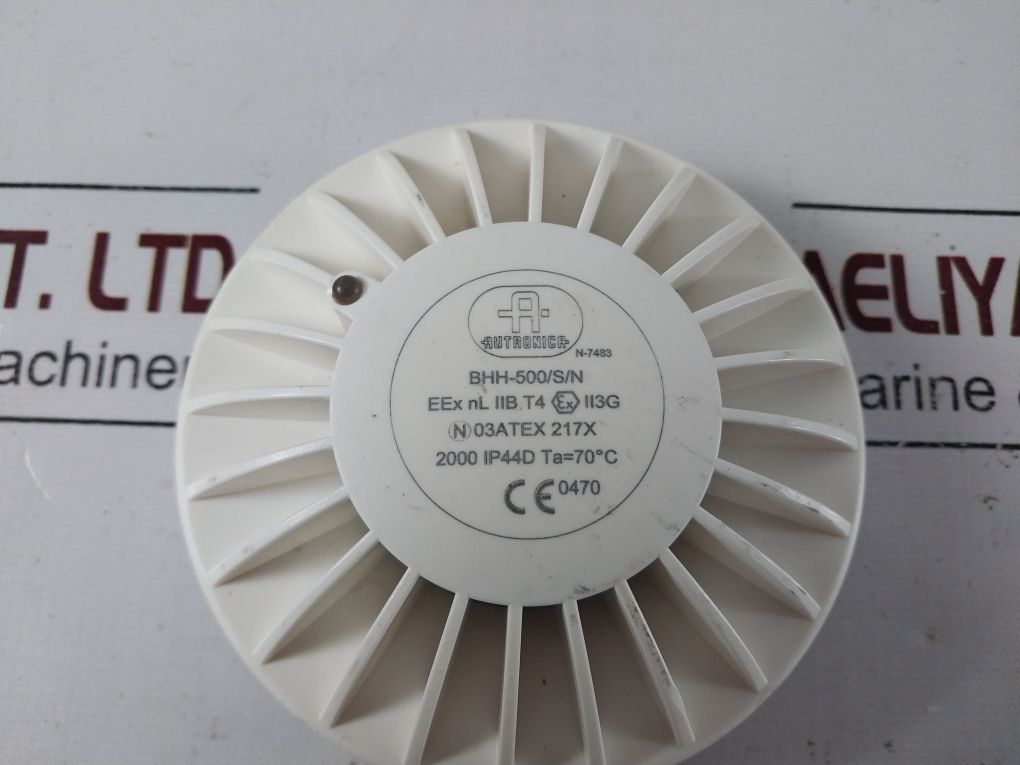 T. LTD
achiner
AELIYA
arine &
AUTRONICA
N-7483
BHH-500/S/N
EEx nL IIB T4 Ex II3G
N 03ATEX 217X
2000 IP44D Ta=70°C
CE 0470